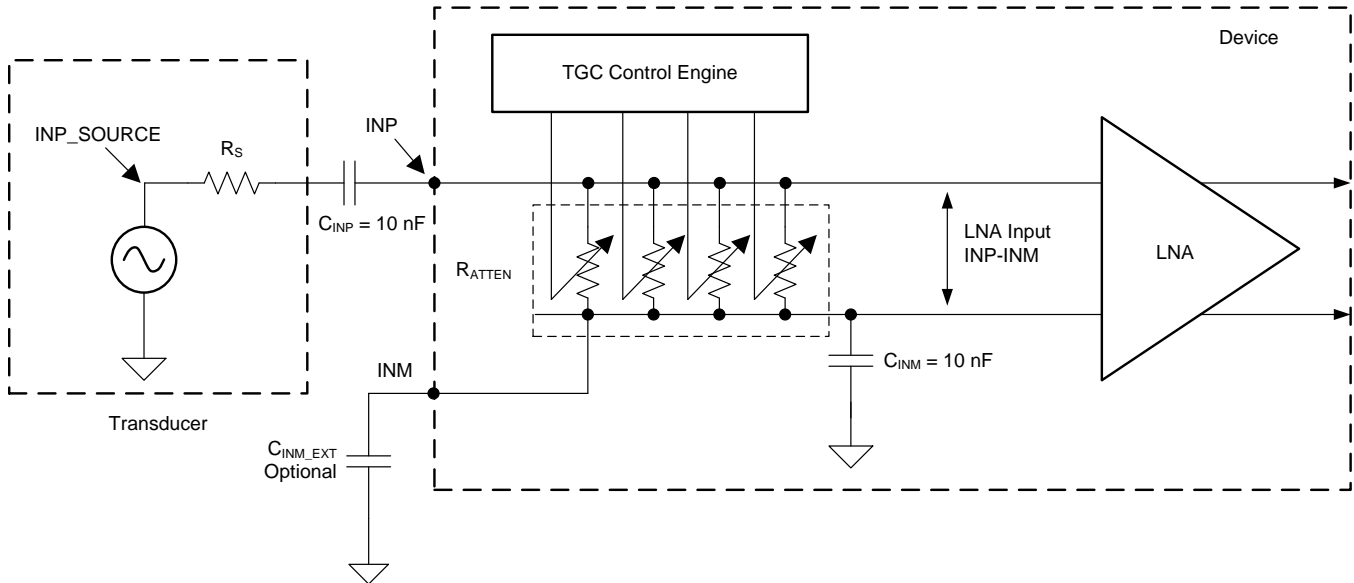 Device
TGC Control Engine
INP_SOURCE
INP
RS
CINP = 10 nF
LNA Input
INP-INM
LNA
RATTEN
INM
CINM = 10 nF
Transducer
CINM_EXT
Optional